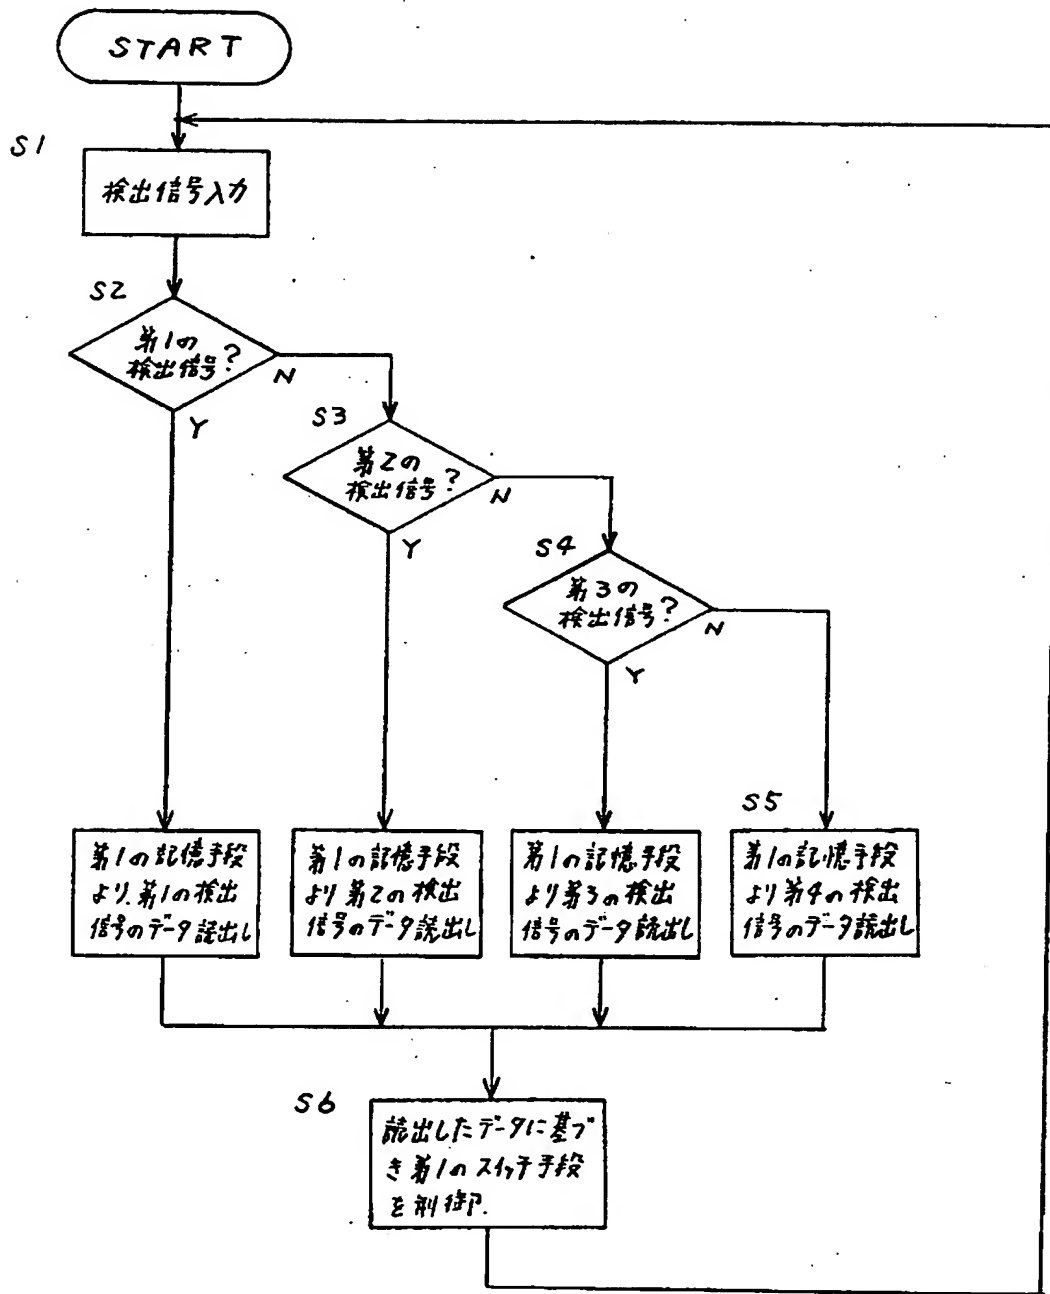 START
S1
検出信号入力
S2
第1の
検出信号?
N
Y
S3
第2の
検出信号?
N
Y
S4
第3の
検出信号?
N
Y
第1の記憶手段
より第1の検出
信号のデータ読出し
第1の記憶手段
より第2の検出
信号のデータ読出し
第1の記憶手段
より第3の検出
信号のデータ読出し
S5
第1の記憶手段
より第4の検出
信号のデータ読出し
S6
読出したデータに基づ
き第1のスイッチ手段
を制御.